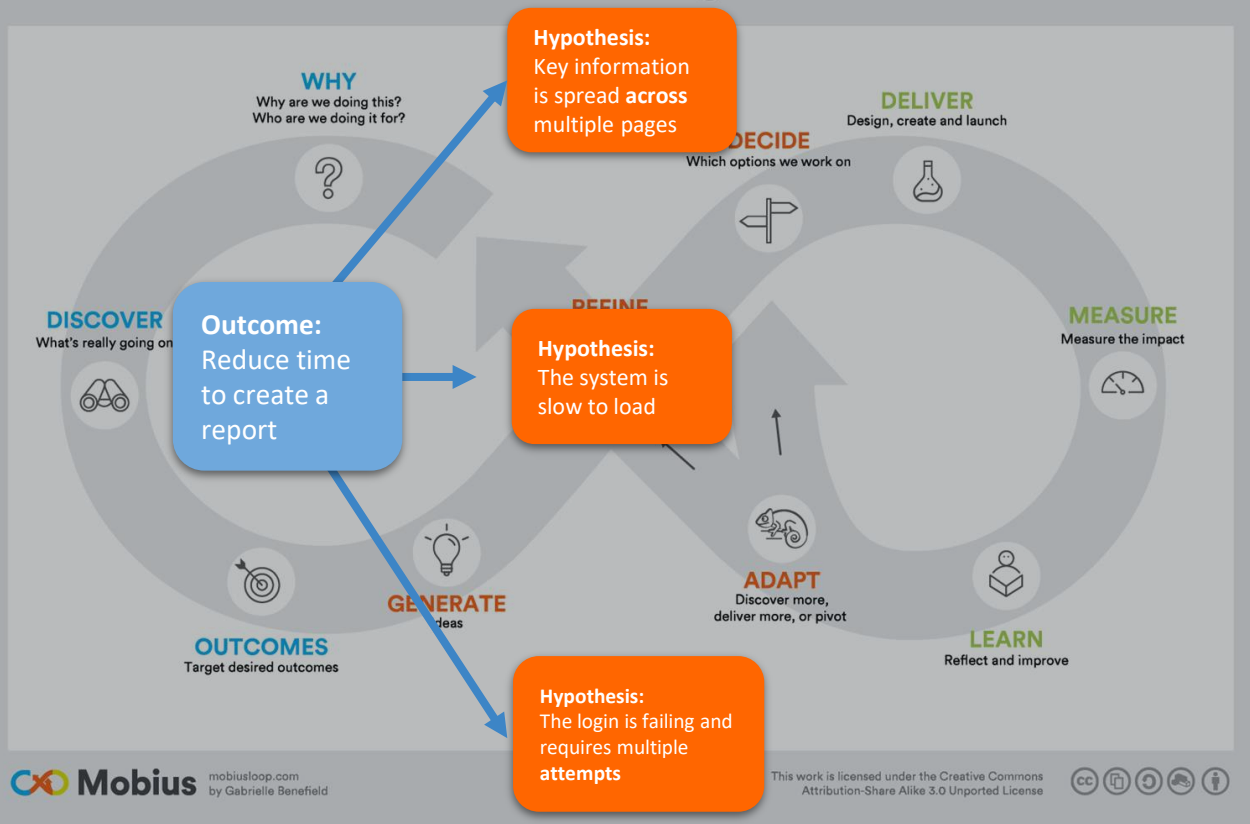 Hypothesis:
Key information
is spread across
multiple pages
WHY
Why are we doing this?
Who are we doing it for?
DELIVER
Design, create and launch
DECIDE
Which options we work on
DISCOVER
What's really going on
Outcome:
Reduce time
to create a
report
REFINE
Hypothesis:
The system is
slow to load
MEASURE
Measure the impact
GENERATE
ideas
ADAPT
Discover more,
deliver more, or pivot
OUTCOMES
Target desired outcomes
LEARN
Reflect and improve
Hypothesis:
The login is failing and
requires multiple
attempts
Mobius
mobiusloop.com
by Gabrielle Benefield
This work is licensed under the Creative Commons
Attribution-Share Alike 3.0 Unported License
cc